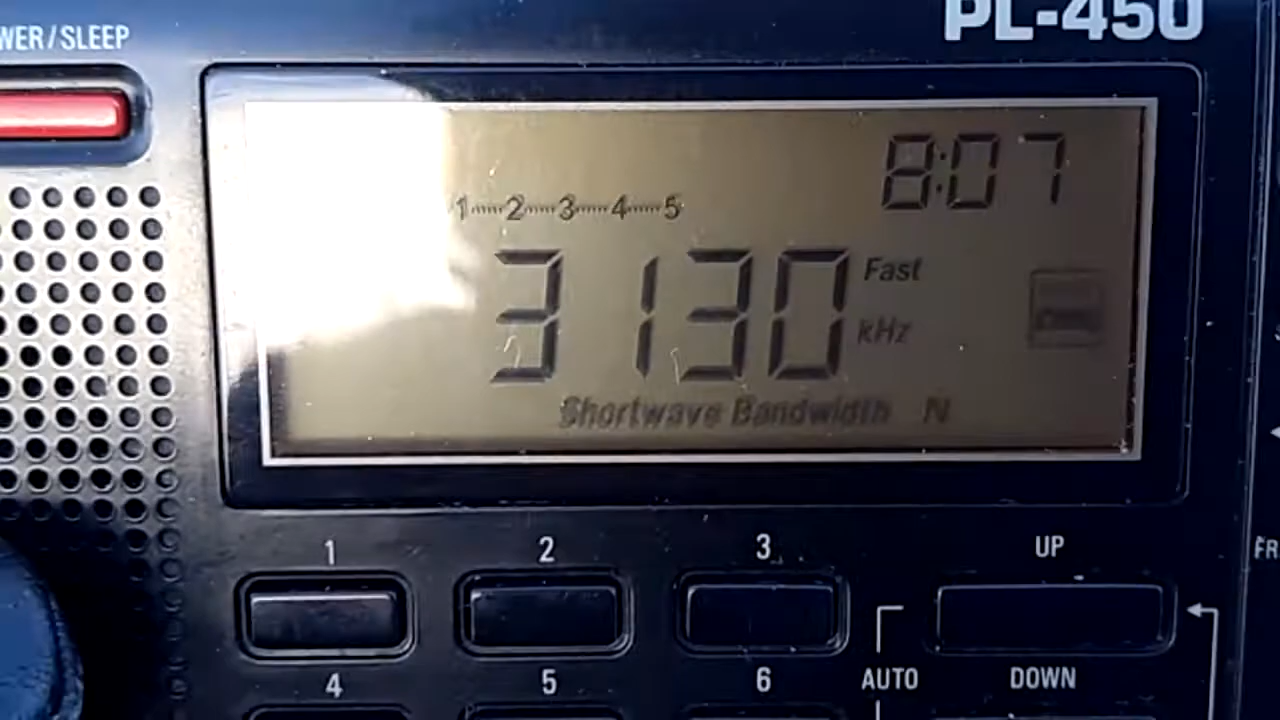 PL-450
WER/SLEEP
8:07
1 2 3 4 5
3130 Fast kHz
Shortwave Bandwidth N
1 2 3 UP
FR
4 5 6 AUTO DOWN